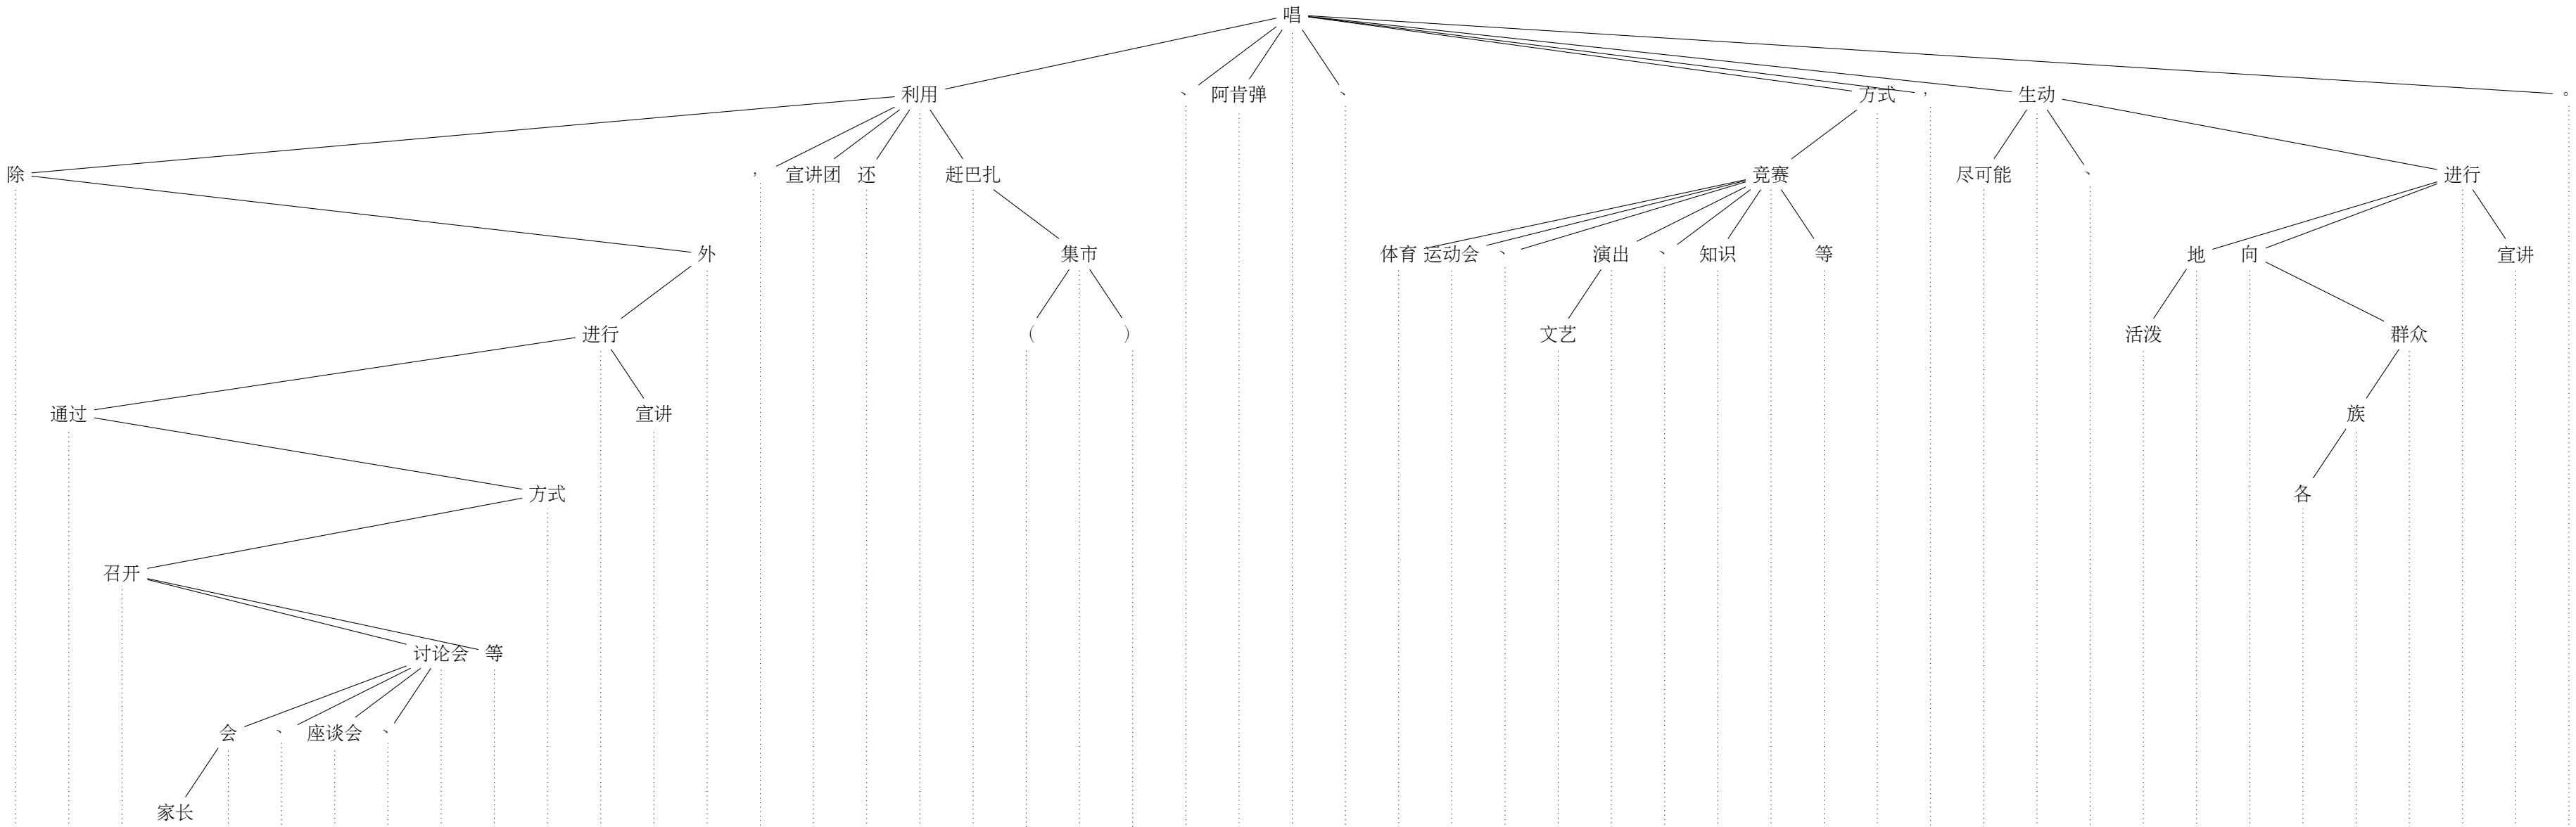 唱
利用 、 阿肯弹 、 方式 , 生动 。
除 , 宣讲团 还 赶巴扎 竞赛 尽可能 、 进行
外 集市 体育 运动会 、 演出 、 知识 等 地 向 宣讲
进行 ( ) 文艺 活泼 群众
通过 宣讲 族
方式 各
召开
讨论会 等
会 、 座谈会 、
家长